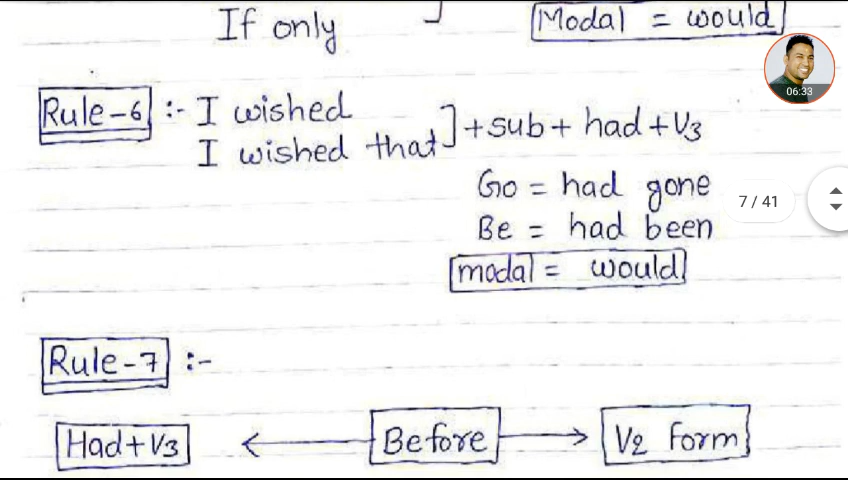 If only ]
Modal = would
06:33
Rule-6 :- I wished
I wished that ] + sub + had + V3
Go = had gone
7 / 41
Be = had been
modal = would
Rule-7 :-
Had+V3 ← Before → V2 Form